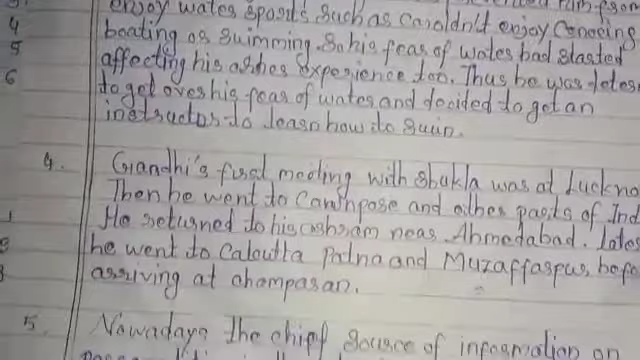 enjoy water sports such as couldn't enjoy canoeing
4 boating or swimming. So his fear of water had started
5 affecting his other experience too. Thus he was deter
6 to get over his fear of water and decided to get an
instructor to learn how to swim.
4. Gandhi's first meeting with Shukla was at Luckno
Then he went to Cawnpore and other parts of Ind
1 He returned to his ashram near Ahmedabad. Later
he went to Calcutta Patna and Muzaffarpur befo
arriving at champaran.
5. Nowadays the chief source of information on